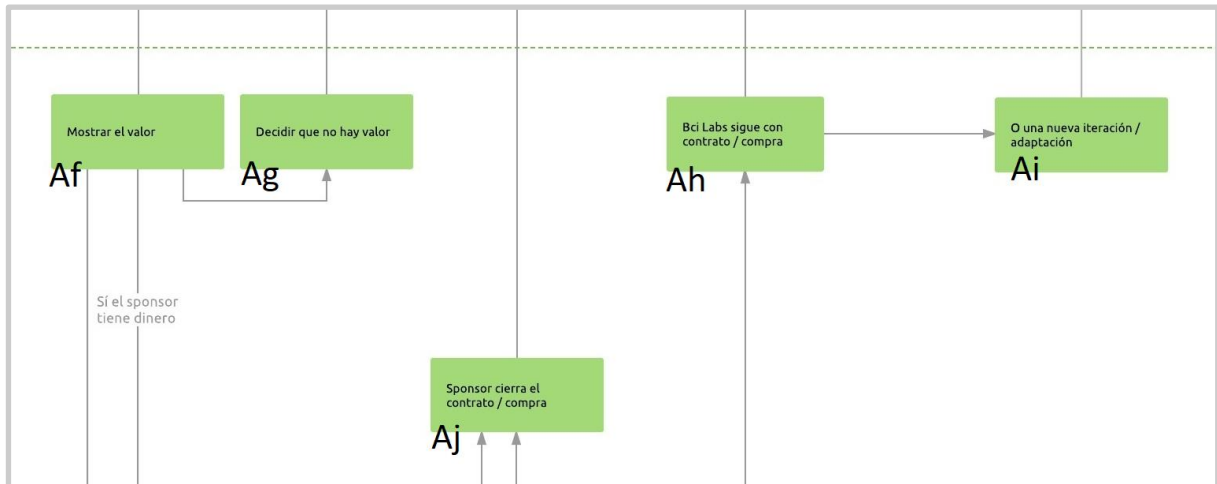 Mostrar el valor
Af
Decidir que no hay valor
Ag
Bci Labs sigue con
contrato / compra
Ah
O una nueva iteración /
adaptación
Ai
Sí el sponsor
tiene dinero
Sponsor cierra el
contrato / compra
Aj